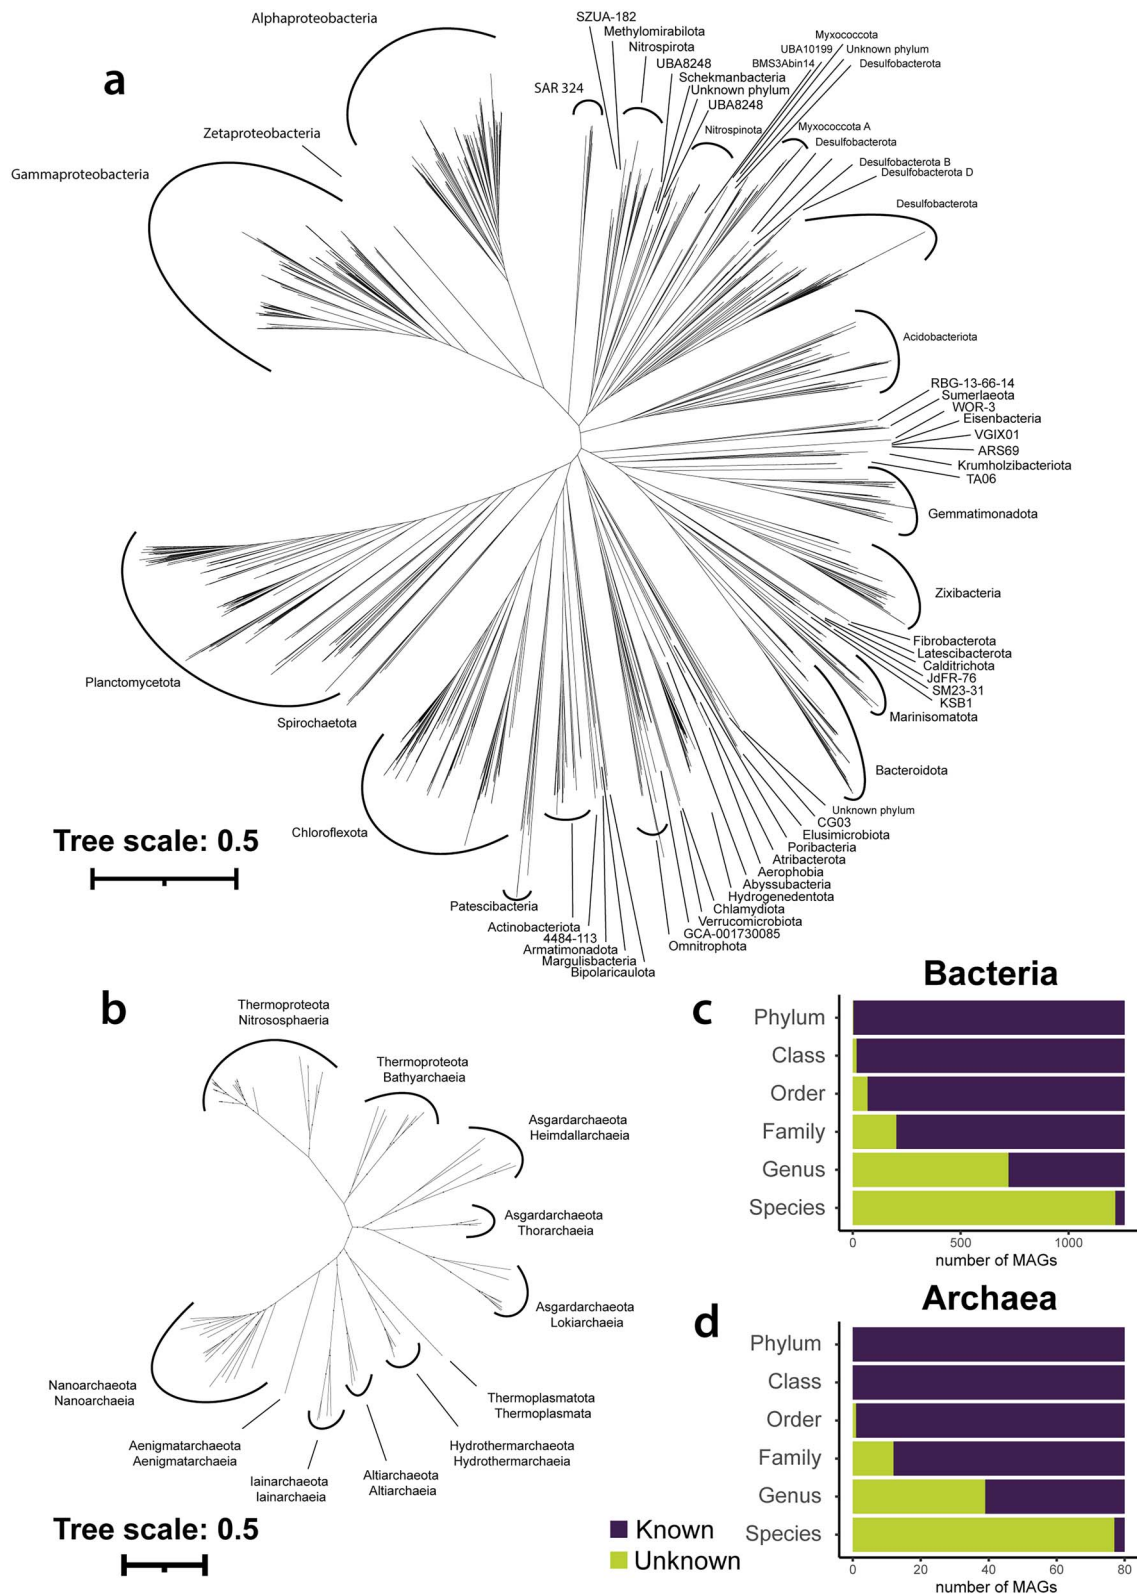 a
Alphaproteobacteria
Zetaproteobacteria
Gammaproteobacteria
SAR 324
SZUA-182
Methylomirabilota
Nitrospirota
UBA8248
Schekmanbacteria
Unknown phylum
UBA8248
Nitrospinota
Myxococcota
UBA10199
Unknown phylum
BMS3Abin14
Desulfobacterota
Myxococcota A
Desulfobacterota
Desulfobacterota B
Desulfobacterota D
Desulfobacterota
Acidobacteriota
RBG-13-66-14
Sumerlaeota
WOR-3
Eisenbacteria
VGIX01
ARS69
Krumholzibacteriota
TA06
Gemmatimonadota
Zixibacteria
Fibrobacterota
Latescibacterota
Calditrichota
JdFR-76
SM23-31
KSB1
Marinisomatota
Bacteroidota
Unknown phylum
CG03
Elusimicrobiota
Poribacteria
Atribacterota
Aerophobia
Abyssubacteria
Hydrogenedentota
Chlamydiota
Verrucomicrobiota
GCA-001730085
Omnitrophota
Bipolaricaulota
Margulisbacteria
Armatimonadota
4484-113
Actinobacteriota
Patescibacteria
Chloroflexota
Spirochaetota
Planctomycetota
Tree scale: 0.5
b
Thermoproteota
Nitrososphaeria
Thermoproteota
Bathyarchaeia
Asgardarchaeota
Heimdallarchaeia
Asgardarchaeota
Thorarchaeia
Asgardarchaeota
Lokiarchaeia
Thermoplasmatota
Thermoplasmata
Hydrothermarchaeota
Hydrothermarchaeia
Altiarchaeota
Altiarchaeia
Iainarchaeota
Iainarchaeia
Aenigmatarchaeota
Aenigmatarchaeia
Nanoarchaeota
Nanoarchaeia
Tree scale: 0.5
c
Bacteria
Phylum
Class
Order
Family
Genus
Species
0 500 1000
number of MAGs
d
Archaea
Phylum
Class
Order
Family
Genus
Species
0 20 40 60 80
number of MAGs
Known
Unknown